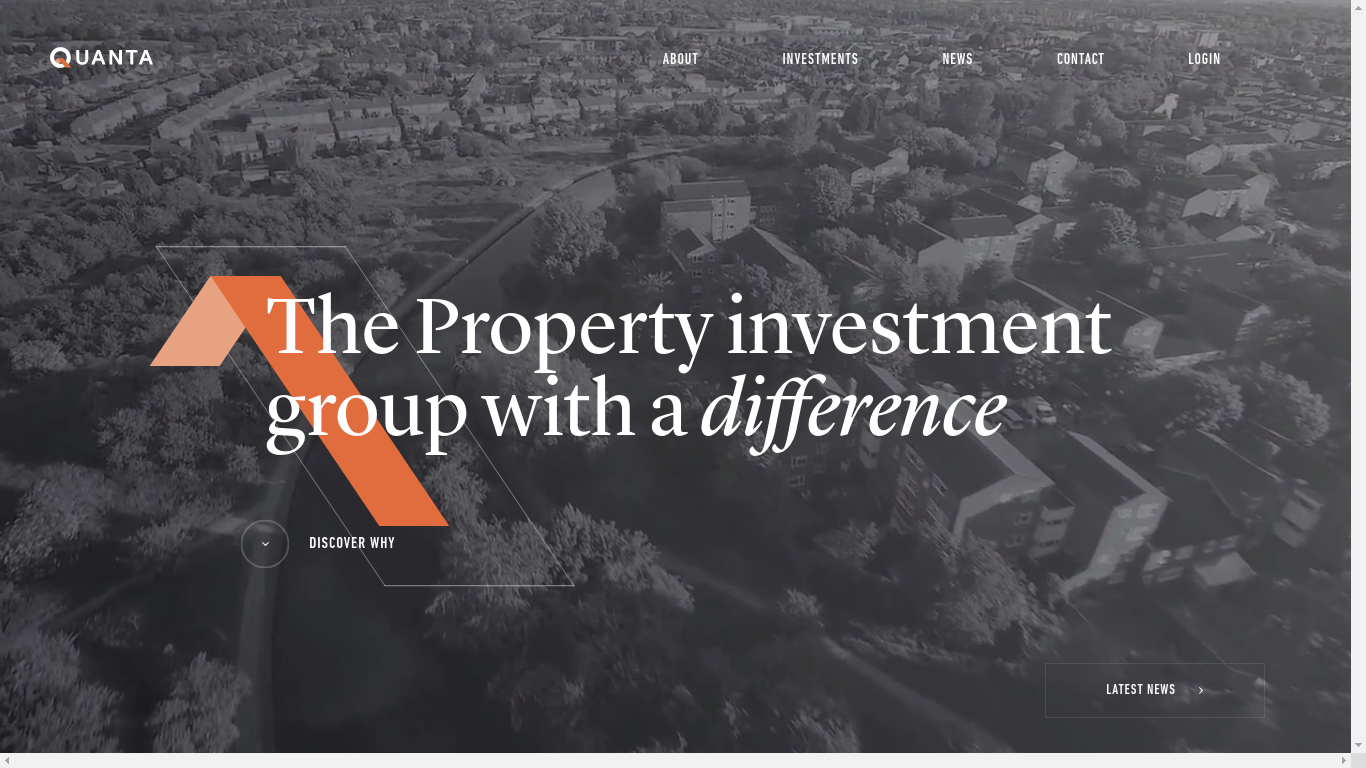 QUANTA
ABOUT
INVESTMENTS
NEWS
CONTACT
LOGIN
The Property investment
group with a difference
DISCOVER WHY
LATEST NEWS